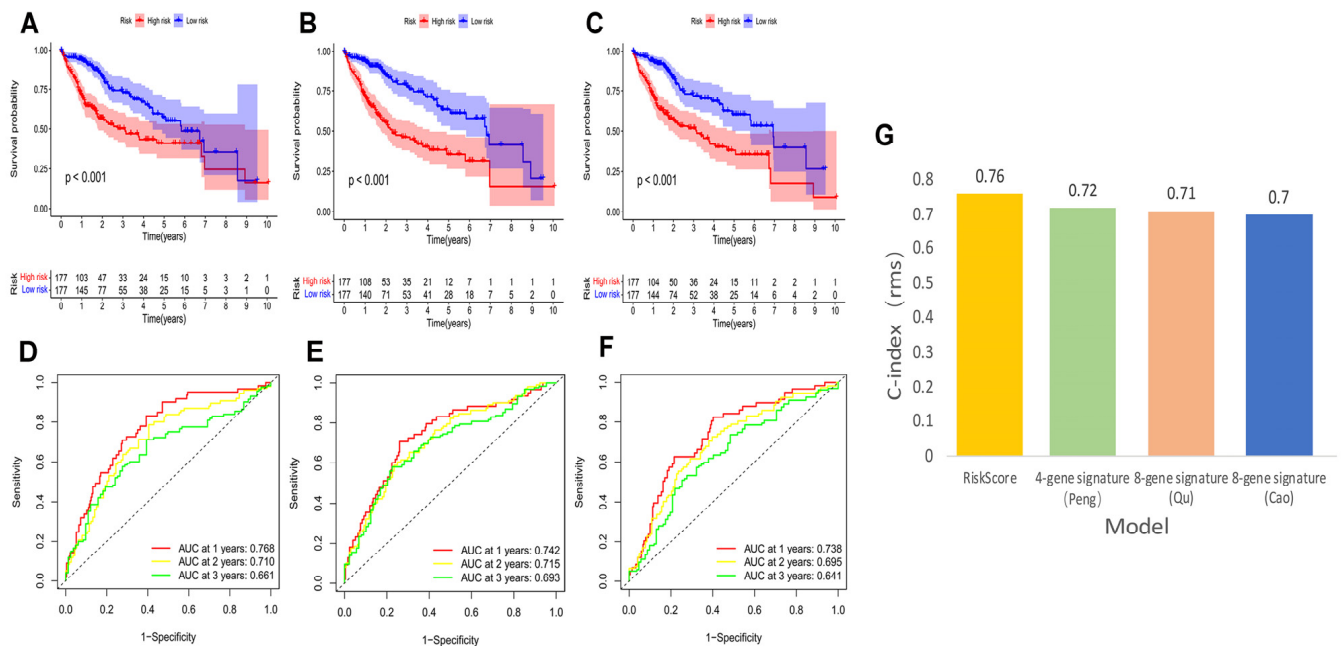 A
Risk High risk Low risk
Survival probability
1.00
0.75
0.50
0.25
0.00
p < 0.001
0 1 2 3 4 5 6 7 8 9 10
Time(years)
Risk
High risk 177 103 47 33 24 15 10 3 3 2 1
Low risk 177 145 77 55 38 25 15 5 3 1 0
0 1 2 3 4 5 6 7 8 9 10
Time(years)
B
Risk High risk Low risk
Survival probability
1.00
0.75
0.50
0.25
0.00
p < 0.001
0 1 2 3 4 5 6 7 8 9 10
Time(years)
Risk
High risk 177 108 53 35 21 12 7 1 1 1 1
Low risk 177 140 71 53 41 28 18 7 5 2 0
0 1 2 3 4 5 6 7 8 9 10
Time(years)
C
Risk High risk Low risk
Survival probability
1.00
0.75
0.50
0.25
0.00
p < 0.001
0 1 2 3 4 5 6 7 8 9 10
Time(years)
Risk
High risk 177 104 50 36 24 15 11 2 2 1 1
Low risk 177 144 74 52 38 25 14 6 4 2 0
0 1 2 3 4 5 6 7 8 9 10
Time(years)
D
Sensitivity
1.0
0.8
0.6
0.4
0.2
0.0
AUC at 1 years: 0.768
AUC at 2 years: 0.710
AUC at 3 years: 0.661
0.0 0.2 0.4 0.6 0.8 1.0
1−Specificity
E
Sensitivity
1.0
0.8
0.6
0.4
0.2
0.0
AUC at 1 years: 0.742
AUC at 2 years: 0.715
AUC at 3 years: 0.693
0.0 0.2 0.4 0.6 0.8 1.0
1−Specificity
F
Sensitivity
1.0
0.8
0.6
0.4
0.2
0.0
AUC at 1 years: 0.738
AUC at 2 years: 0.695
AUC at 3 years: 0.641
0.0 0.2 0.4 0.6 0.8 1.0
1−Specificity
G
C-index (rms)
0.8
0.7
0.6
0.5
0.4
0.3
0.2
0.1
0
0.76
0.72
0.71
0.7
RiskScore 4-gene signature 8-gene signature 8-gene signature
(Peng) (Qu) (Cao)
Model